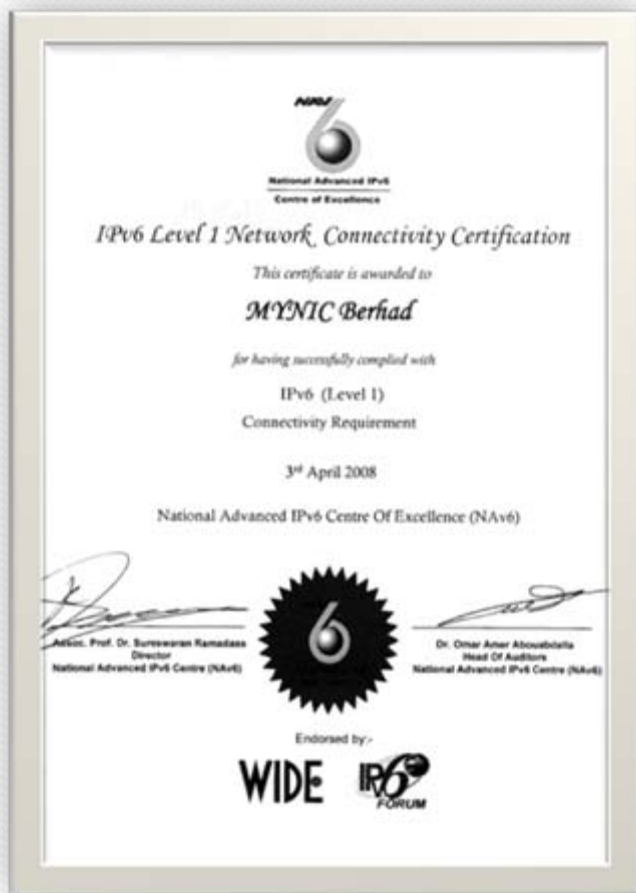 NAV
6
National Advanced IPv6
Centre of Excellence
IPv6 Level 1 Network Connectivity Certification
This certificate is awarded to
MYNIC Berhad
for having successfully complied with
IPv6 (Level 1)
Connectivity Requirement
3rd April 2008
National Advanced IPv6 Centre Of Excellence (NAv6)
6
Assoc. Prof. Dr. Sureswaran Ramadass
Director
National Advanced IPv6 Centre (NAv6)
Dr. Omar Amer Abouabdalla
Head Of Auditors
National Advanced IPv6 Centre (NAv6)
Endorsed by:-
WIDE
IPv6
FORUM